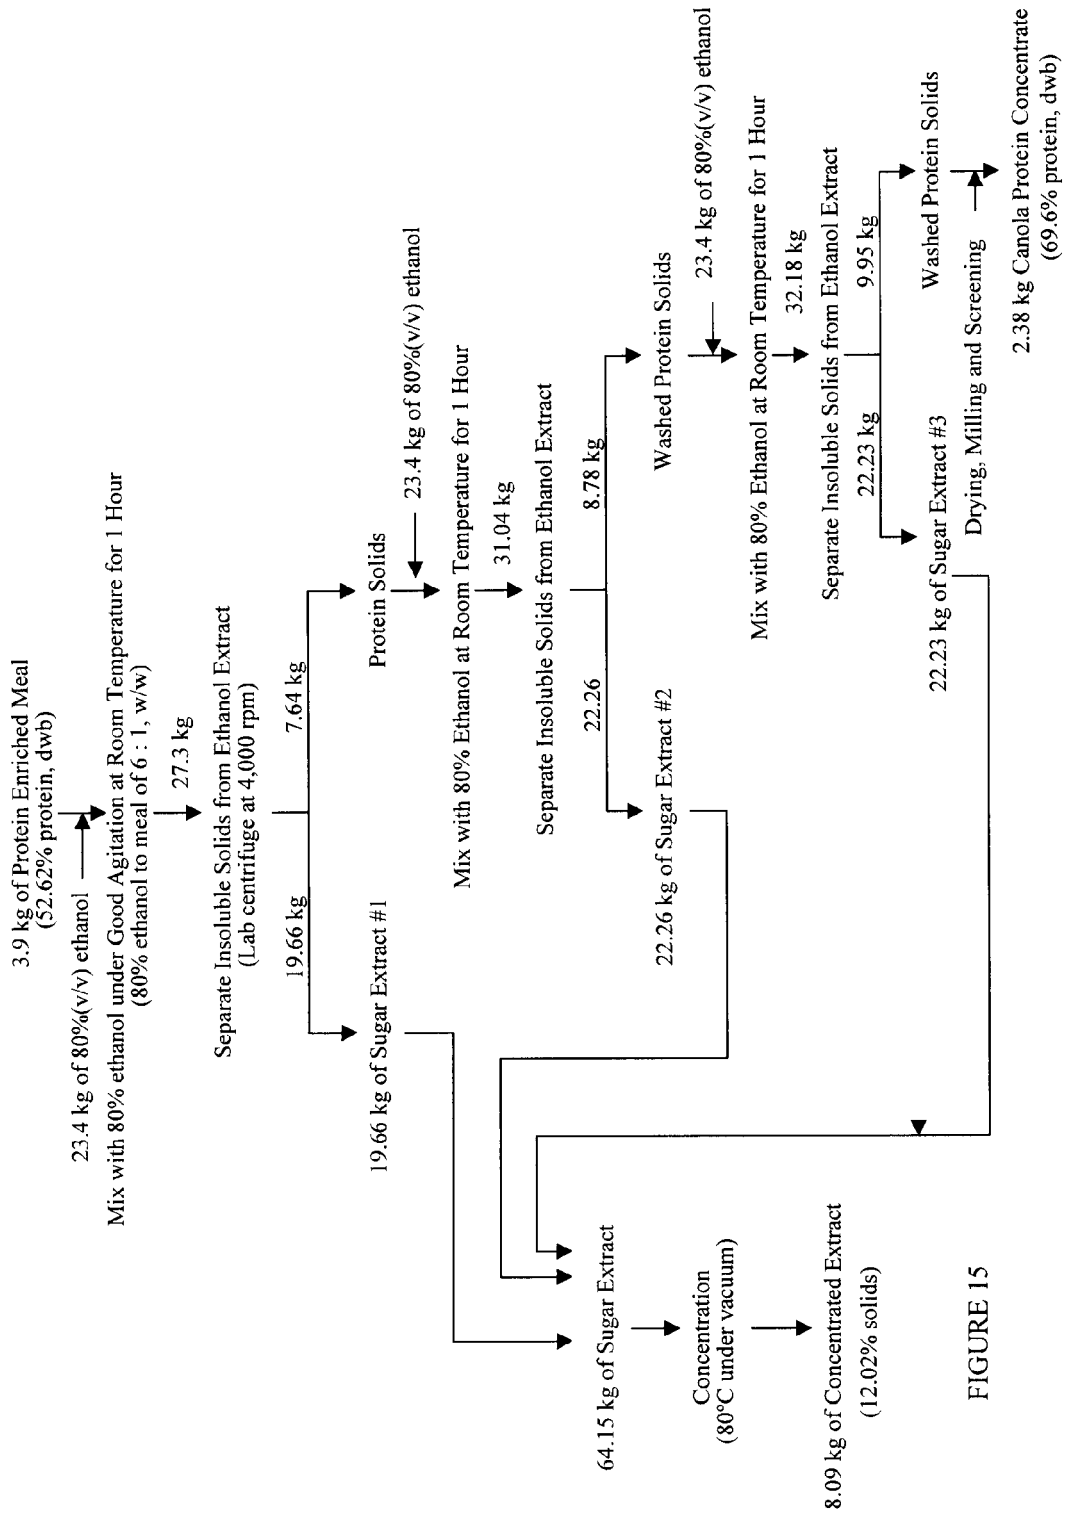 3.9 kg of Protein Enriched Meal
(52.62% protein, dwb)
23.4 kg of 80%(v/v) ethanol
Mix with 80% ethanol under Good Agitation at Room Temperature for 1 Hour
(80% ethanol to meal of 6 : 1, w/w)
27.3 kg
Separate Insoluble Solids from Ethanol Extract
(Lab centrifuge at 4,000 rpm)
19.66 kg
7.64 kg
19.66 kg of Sugar Extract #1
Protein Solids
23.4 kg of 80%(v/v) ethanol
Mix with 80% Ethanol at Room Temperature for 1 Hour
31.04 kg
Separate Insoluble Solids from Ethanol Extract
22.26
8.78 kg
22.26 kg of Sugar Extract #2
Washed Protein Solids
23.4 kg of 80%(v/v) ethanol
Mix with 80% Ethanol at Room Temperature for 1 Hour
32.18 kg
Separate Insoluble Solids from Ethanol Extract
22.23 kg
9.95 kg
22.23 kg of Sugar Extract #3
Washed Protein Solids
Drying, Milling and Screening
2.38 kg Canola Protein Concentrate
(69.6% protein, dwb)
64.15 kg of Sugar Extract
Concentration
(80°C under vacuum)
8.09 kg of Concentrated Extract
(12.02% solids)
FIGURE 15